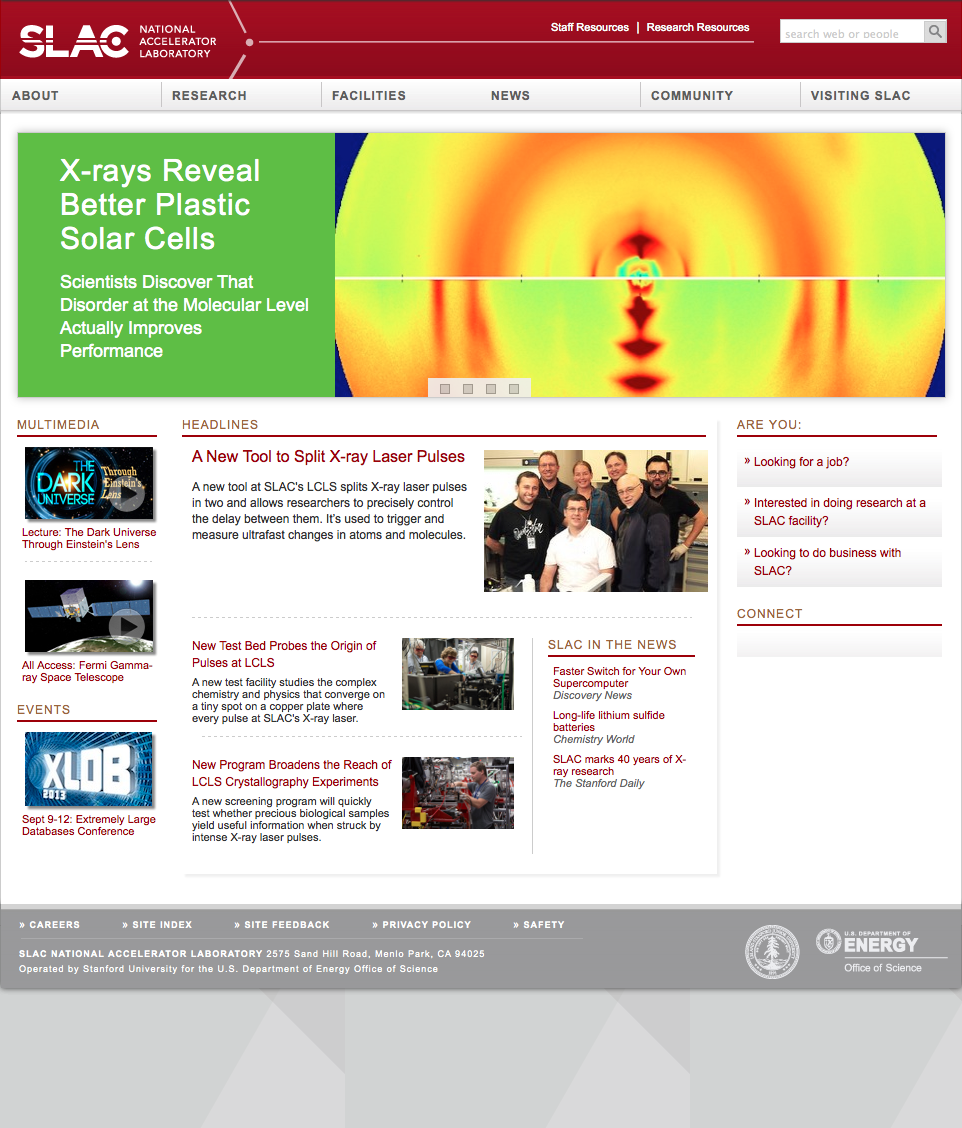 SLAC NATIONAL
ACCELERATOR
LABORATORY
Staff Resources | Research Resources
search web or people
ABOUT
RESEARCH
FACILITIES
NEWS
COMMUNITY
VISITING SLAC
X-rays Reveal
Better Plastic
Solar Cells
Scientists Discover That
Disorder at the Molecular Level
Actually Improves
Performance
MULTIMEDIA
THE
DARK
UNIVERSE
Through
Einstein's
Lens
Lecture: The Dark Universe
Through Einstein's Lens
All Access: Fermi Gamma-
ray Space Telescope
EVENTS
XLDB
2013
Sept 9-12: Extremely Large
Databases Conference
HEADLINES
A New Tool to Split X-ray Laser Pulses
A new tool at SLAC's LCLS splits X-ray laser pulses
in two and allows researchers to precisely control
the delay between them. It's used to trigger and
measure ultrafast changes in atoms and molecules.
New Test Bed Probes the Origin of
Pulses at LCLS
A new test facility studies the complex
chemistry and physics that converge on
a tiny spot on a copper plate where
every pulse at SLAC's X-ray laser.
New Program Broadens the Reach of
LCLS Crystallography Experiments
A new screening program will quickly
test whether precious biological samples
yield useful information when struck by
intense X-ray laser pulses.
SLAC IN THE NEWS
Faster Switch for Your Own
Supercomputer
Discovery News
Long-life lithium sulfide
batteries
Chemistry World
SLAC marks 40 years of X-
ray research
The Stanford Daily
ARE YOU:
» Looking for a job?
» Interested in doing research at a
SLAC facility?
» Looking to do business with
SLAC?
CONNECT
» CAREERS
» SITE INDEX
» SITE FEEDBACK
» PRIVACY POLICY
» SAFETY
SLAC NATIONAL ACCELERATOR LABORATORY 2575 Sand Hill Road, Menlo Park, CA 94025
Operated by Stanford University for the U.S. Department of Energy Office of Science
U.S. DEPARTMENT OF
ENERGY
Office of Science